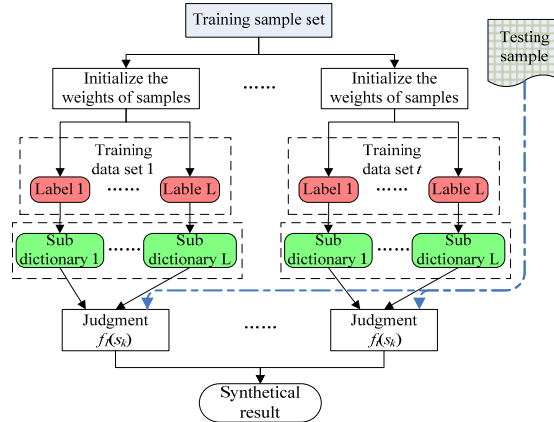 Training sample set
Testing
sample
Initialize the
weights of samples
......
Initialize the
weights of samples
Training
data set 1
Label 1
......
Lable L
Training
data set t
Label 1
......
Lable L
Sub
dictionary 1
......
Sub
dictionary L
Sub
dictionary 1
......
Sub
dictionary L
Judgment
f₁(sₖ)
......
Judgment
fₜ(sₖ)
Synthetical
result